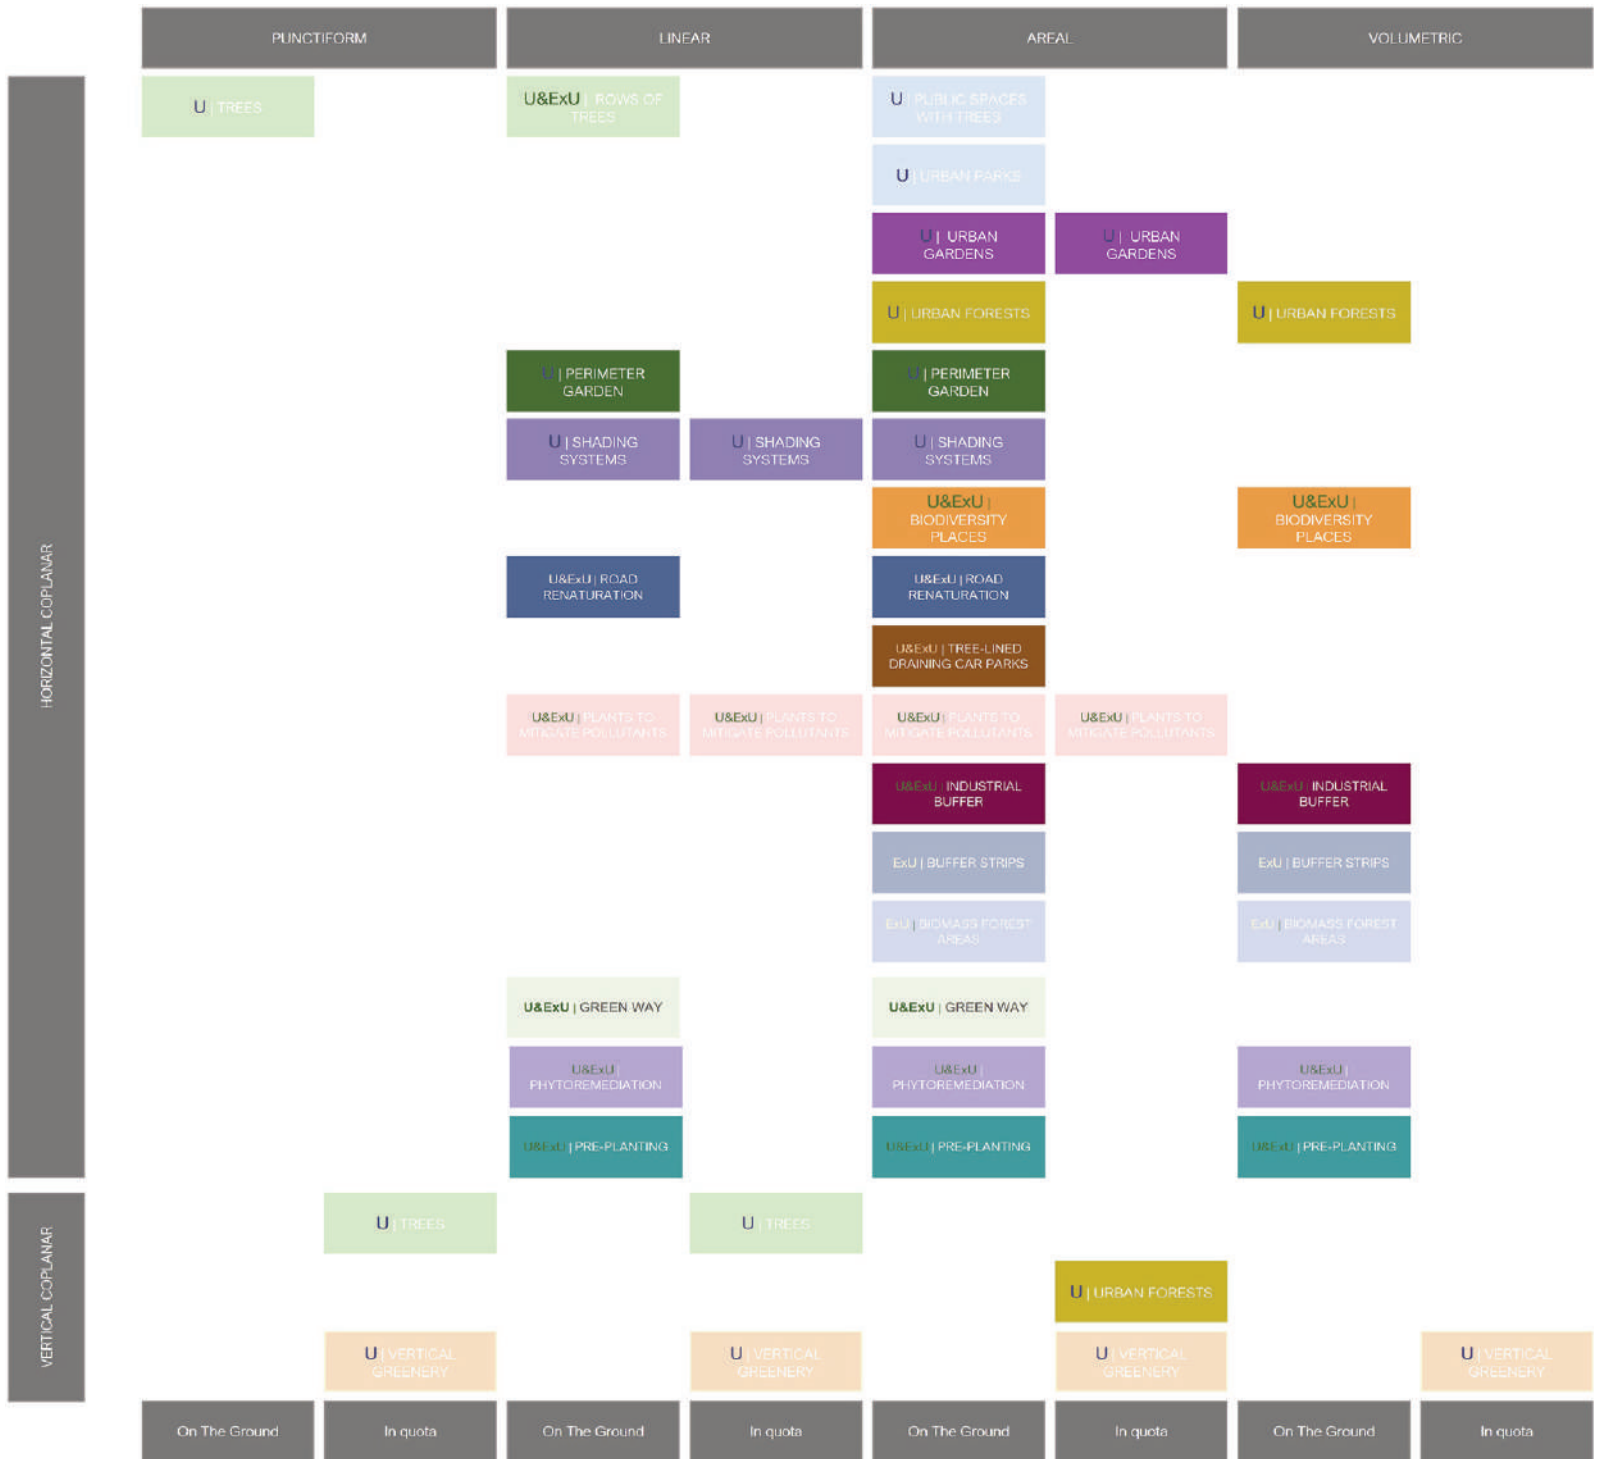 PUNCTIFORM
LINEAR
AREAL
VOLUMETRIC
HORIZONTAL COPLANAR
U | TREES
U&ExU | ROWS OF
TREES
U | PUBLIC SPACES
WITH TREES
U | URBAN PARKS
U | URBAN
GARDENS
U | URBAN
GARDENS
U | URBAN FORESTS
U | URBAN FORESTS
U | PERIMETER
GARDEN
U | PERIMETER
GARDEN
U | SHADING
SYSTEMS
U | SHADING
SYSTEMS
U | SHADING
SYSTEMS
U&ExU |
BIODIVERSITY
PLACES
U&ExU |
BIODIVERSITY
PLACES
U&ExU | ROAD
RENATURATION
U&ExU | ROAD
RENATURATION
U&ExU | TREE-LINED
DRAINING CAR PARKS
U&ExU | PLANTS TO
MITIGATE POLLUTANTS
U&ExU | PLANTS TO
MITIGATE POLLUTANTS
U&ExU | PLANTS TO
MITIGATE POLLUTANTS
U&ExU | PLANTS TO
MITIGATE POLLUTANTS
U&ExU | INDUSTRIAL
BUFFER
U&ExU | INDUSTRIAL
BUFFER
ExU | BUFFER STRIPS
ExU | BUFFER STRIPS
ExU | BIOMASS FOREST
AREAS
ExU | BIOMASS FOREST
AREAS
U&ExU | GREEN WAY
U&ExU | GREEN WAY
U&ExU |
PHYTOREMEDIATION
U&ExU |
PHYTOREMEDIATION
U&ExU |
PHYTOREMEDIATION
U&ExU | PRE-PLANTING
U&ExU | PRE-PLANTING
U&ExU | PRE-PLANTING
VERTICAL COPLANAR
U | TREES
U | TREES
U | URBAN FORESTS
U | VERTICAL
GREENERY
U | VERTICAL
GREENERY
U | VERTICAL
GREENERY
U | VERTICAL
GREENERY
On The Ground
In quota
On The Ground
In quota
On The Ground
In quota
On The Ground
In quota